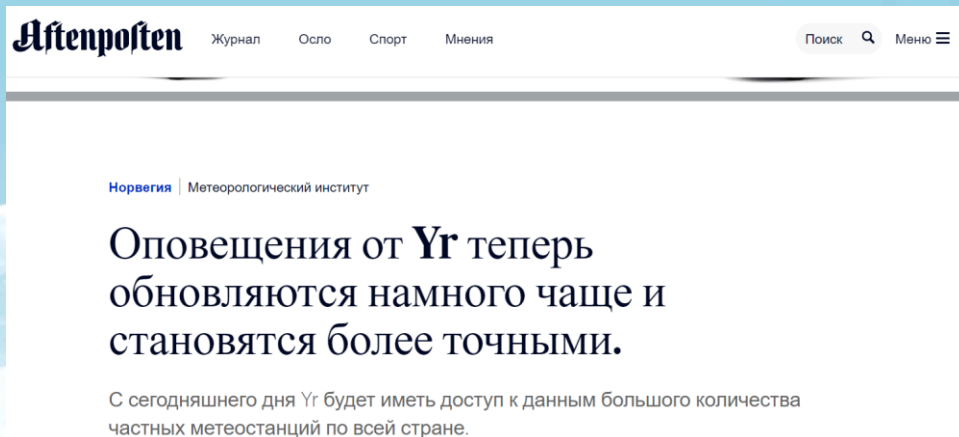 Aftenposten Журнал Осло Спорт Мнения Поиск Меню
Норвегия Метеорологический институт
Оповещения от Yr теперь
обновляются намного чаще и
становятся более точными.
С сегодняшнего дня Yr будет иметь доступ к данным большого количества
частных метеостанций по всей стране.